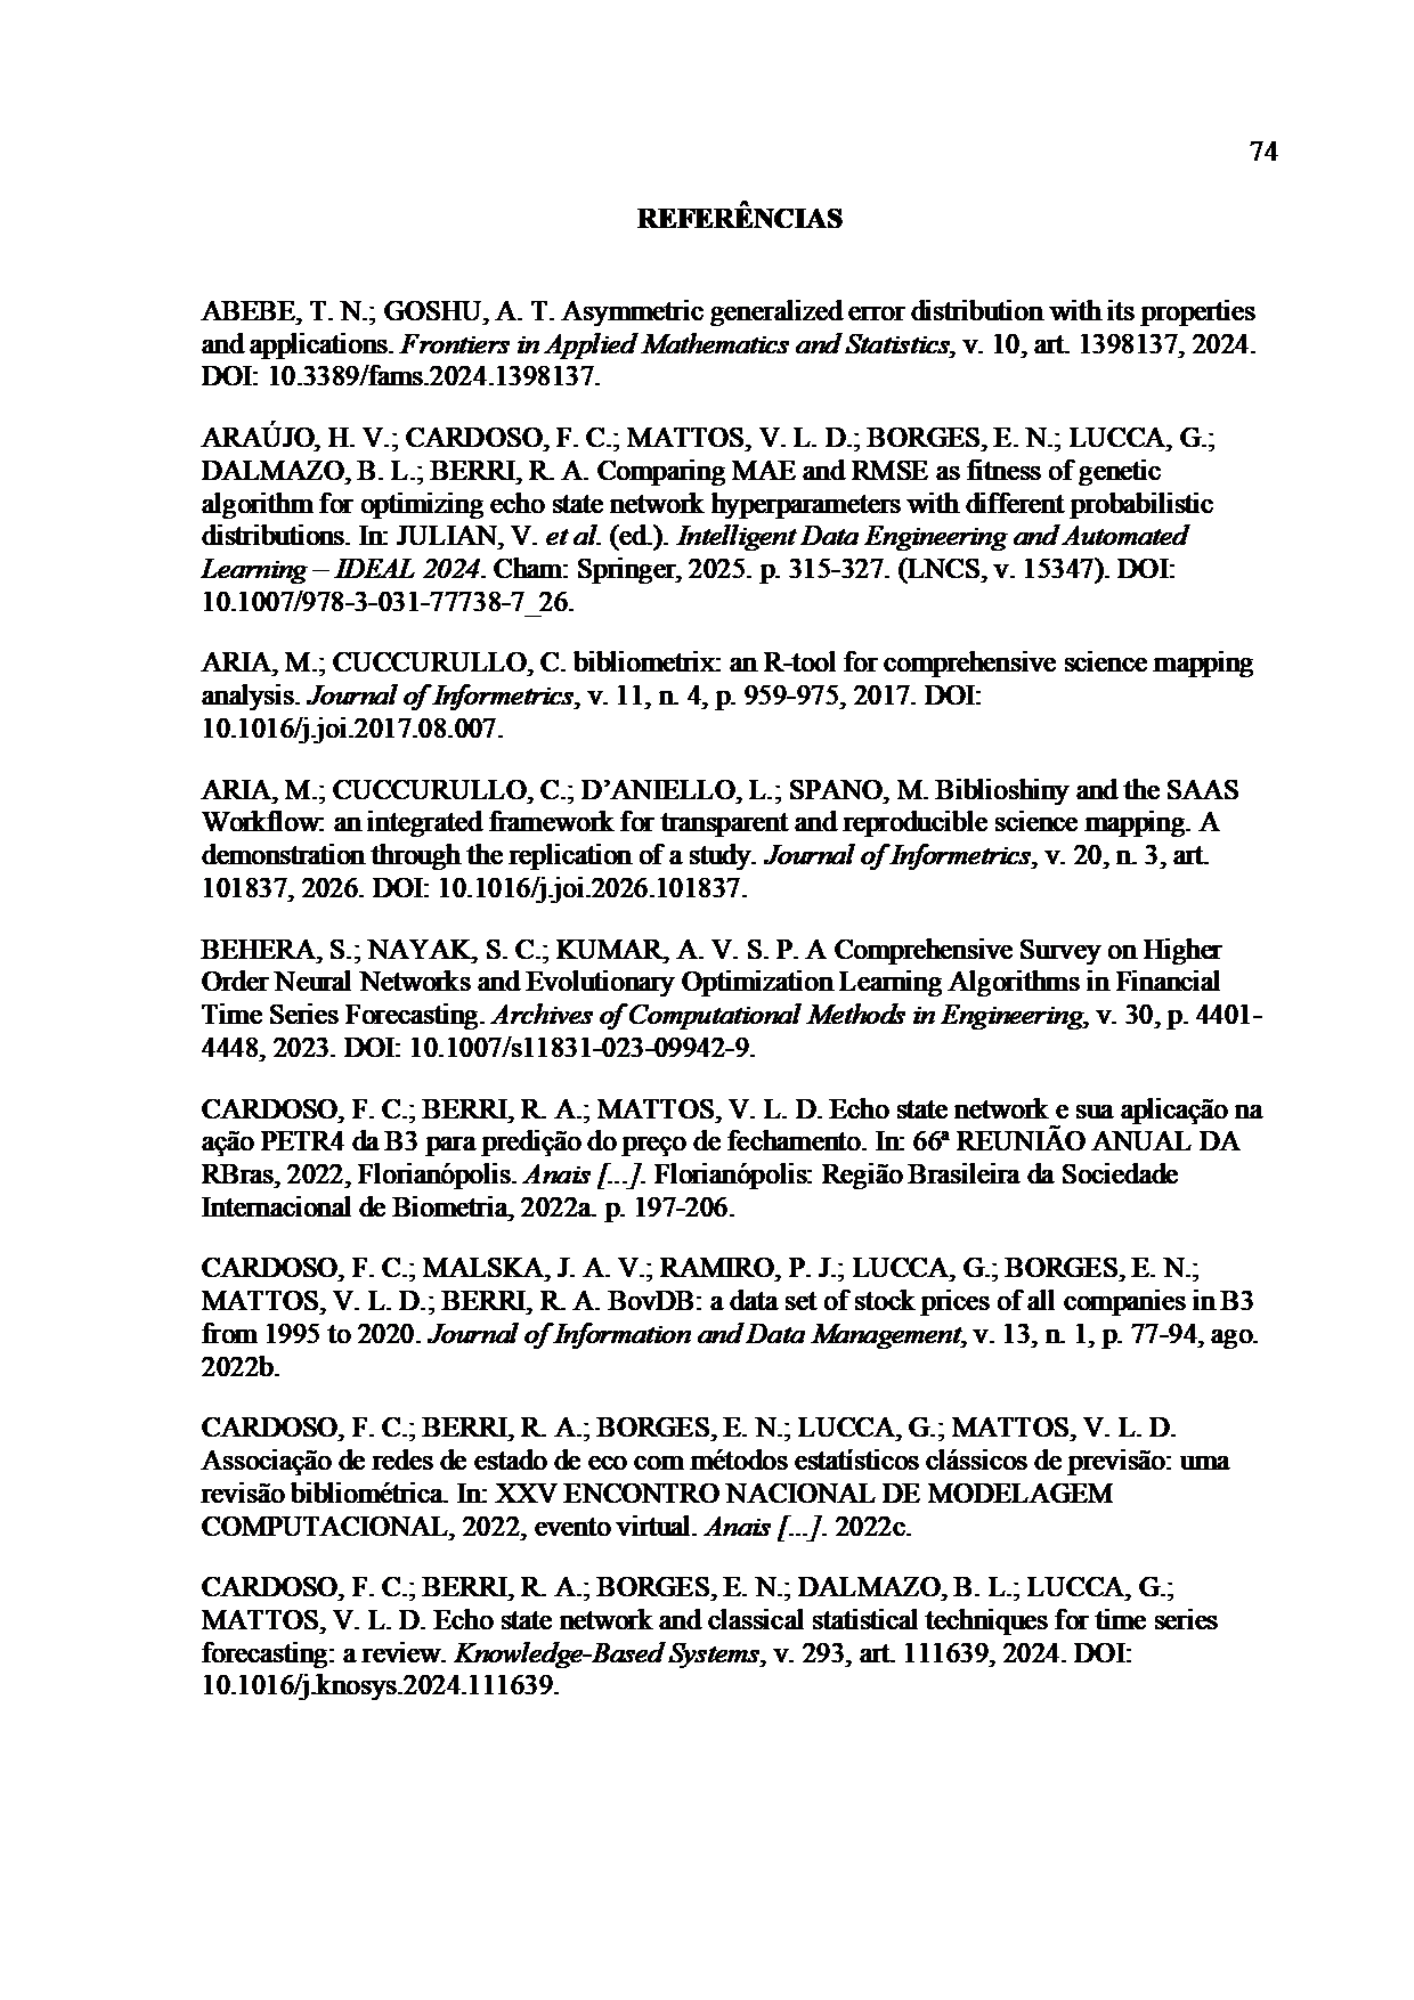 74
REFERÊNCIAS
ABEBE, T. N.; GOSHU, A. T. Asymmetric generalized error distribution with its properties
and applications. Frontiers in Applied Mathematics and Statistics, v. 10, art. 1398137, 2024.
DOI: 10.3389/fams.2024.1398137.
ARAÚJO, H. V.; CARDOSO, F. C.; MATTOS, V. L. D.; BORGES, E. N.; LUCCA, G.;
DALMAZO, B. L.; BERRI, R. A. Comparing MAE and RMSE as fitness of genetic
algorithm for optimizing echo state network hyperparameters with different probabilistic
distributions. In: JULIAN, V. et al. (ed.). Intelligent Data Engineering and Automated
Learning – IDEAL 2024. Cham: Springer, 2025. p. 315-327. (LNCS, v. 15347). DOI:
10.1007/978-3-031-77738-7_26.
ARIA, M.; CUCCURULLO, C. bibliometrix: an R-tool for comprehensive science mapping
analysis. Journal of Informetrics, v. 11, n. 4, p. 959-975, 2017. DOI:
10.1016/j.joi.2017.08.007.
ARIA, M.; CUCCURULLO, C.; D’ANIELLO, L.; SPANO, M. Biblioshiny and the SAAS
Workflow: an integrated framework for transparent and reproducible science mapping. A
demonstration through the replication of a study. Journal of Informetrics, v. 20, n. 3, art.
101837, 2026. DOI: 10.1016/j.joi.2026.101837.
BEHERA, S.; NAYAK, S. C.; KUMAR, A. V. S. P. A Comprehensive Survey on Higher
Order Neural Networks and Evolutionary Optimization Learning Algorithms in Financial
Time Series Forecasting. Archives of Computational Methods in Engineering, v. 30, p. 4401-
4448, 2023. DOI: 10.1007/s11831-023-09942-9.
CARDOSO, F. C.; BERRI, R. A.; MATTOS, V. L. D. Echo state network e sua aplicação na
ação PETR4 da B3 para predição do preço de fechamento. In: 66ª REUNIÃO ANUAL DA
RBras, 2022, Florianópolis. Anais [...]. Florianópolis: Região Brasileira da Sociedade
Internacional de Biometria, 2022a. p. 197-206.
CARDOSO, F. C.; MALSKA, J. A. V.; RAMIRO, P. J.; LUCCA, G.; BORGES, E. N.;
MATTOS, V. L. D.; BERRI, R. A. BovDB: a data set of stock prices of all companies in B3
from 1995 to 2020. Journal of Information and Data Management, v. 13, n. 1, p. 77-94, ago.
2022b.
CARDOSO, F. C.; BERRI, R. A.; BORGES, E. N.; LUCCA, G.; MATTOS, V. L. D.
Associação de redes de estado de eco com métodos estatísticos clássicos de previsão: uma
revisão bibliométrica. In: XXV ENCONTRO NACIONAL DE MODELAGEM
COMPUTACIONAL, 2022, evento virtual. Anais [...]. 2022c.
CARDOSO, F. C.; BERRI, R. A.; BORGES, E. N.; DALMAZO, B. L.; LUCCA, G.;
MATTOS, V. L. D. Echo state network and classical statistical techniques for time series
forecasting: a review. Knowledge-Based Systems, v. 293, art. 111639, 2024. DOI:
10.1016/j.knosys.2024.111639.